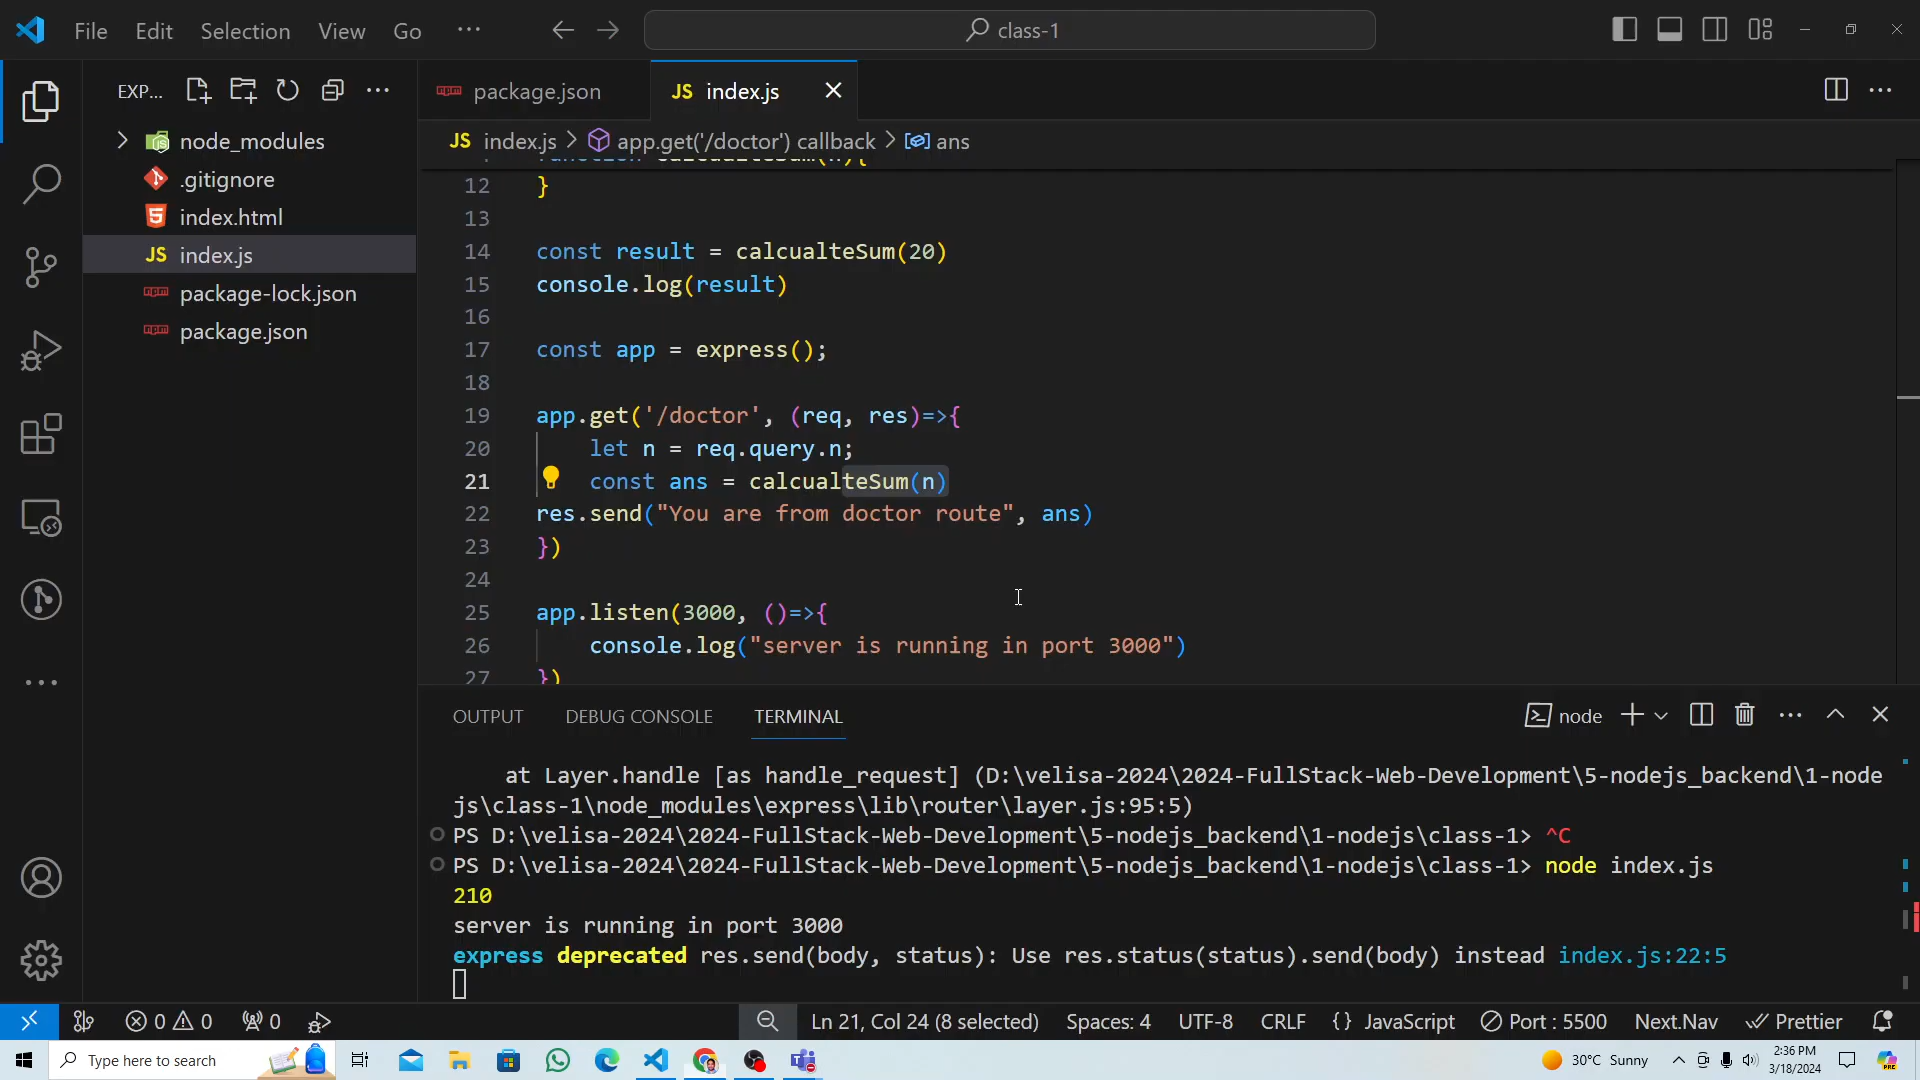 File Edit Selection View Go ··· class-1
EXP... package.json JS index.js
JS index.js > app.get('/doctor') callback > ans
node_modules
.gitignore
index.html
JS index.js
package-lock.json
package.json
12 }
13
14 const result = calcualteSum(20)
15 console.log(result)
16
17 const app = express();
18
19 app.get('/doctor', (req, res)=>{
20 let n = req.query.n;
21 const ans = calcualteSum(n)
22 res.send("You are from doctor route", ans)
23 })
24
25 app.listen(3000, ()=>{
26 console.log("server is running in port 3000")
27 })
OUTPUT DEBUG CONSOLE TERMINAL node
at Layer.handle [as handle_request] (D:\velisa-2024\2024-FullStack-Web-Development\5-nodejs_backend\1-node
js\class-1\node_modules\express\lib\router\layer.js:95:5)
PS D:\velisa-2024\2024-FullStack-Web-Development\5-nodejs_backend\1-nodejs\class-1> ^C
PS D:\velisa-2024\2024-FullStack-Web-Development\5-nodejs_backend\1-nodejs\class-1> node index.js
210
server is running in port 3000
express deprecated res.send(body, status): Use res.status(status).send(body) instead index.js:22:5
0 0 0 Ln 21, Col 24 (8 selected) Spaces: 4 UTF-8 CRLF {} JavaScript Port : 5500 Next.Nav Prettier
Type here to search 30°C Sunny 2:36 PM
3/18/2024